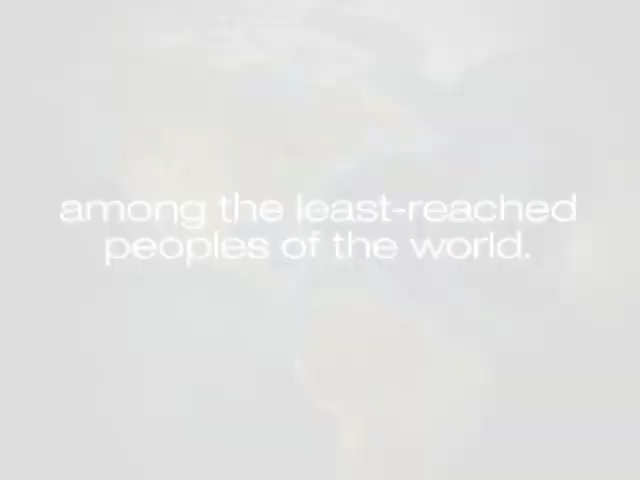 among the least-reached
peoples of the world.